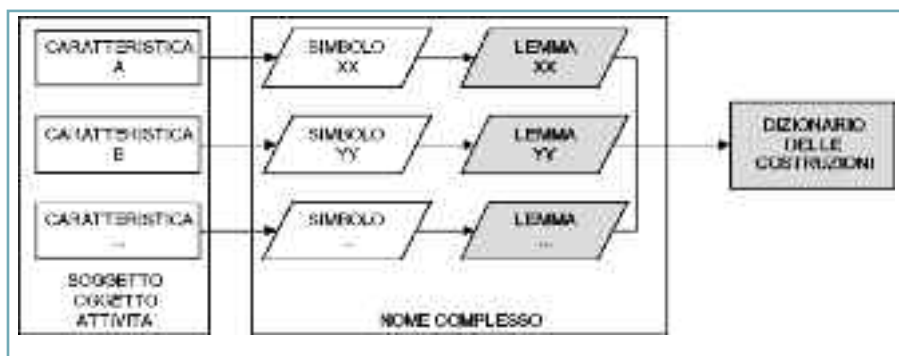 CARATTERISTICA
A
SIMBOLO
XX
LEMMA
XX
CARATTERISTICA
B
SIMBOLO
YY
LEMMA
YY
DIZIONARIO
DELLE
COSTRUZIONI
CARATTERISTICA
...
SIMBOLO
...
LEMMA
...
SOGGETTO
OGGETTO
ATTIVITA'
NOME COMPLESSO